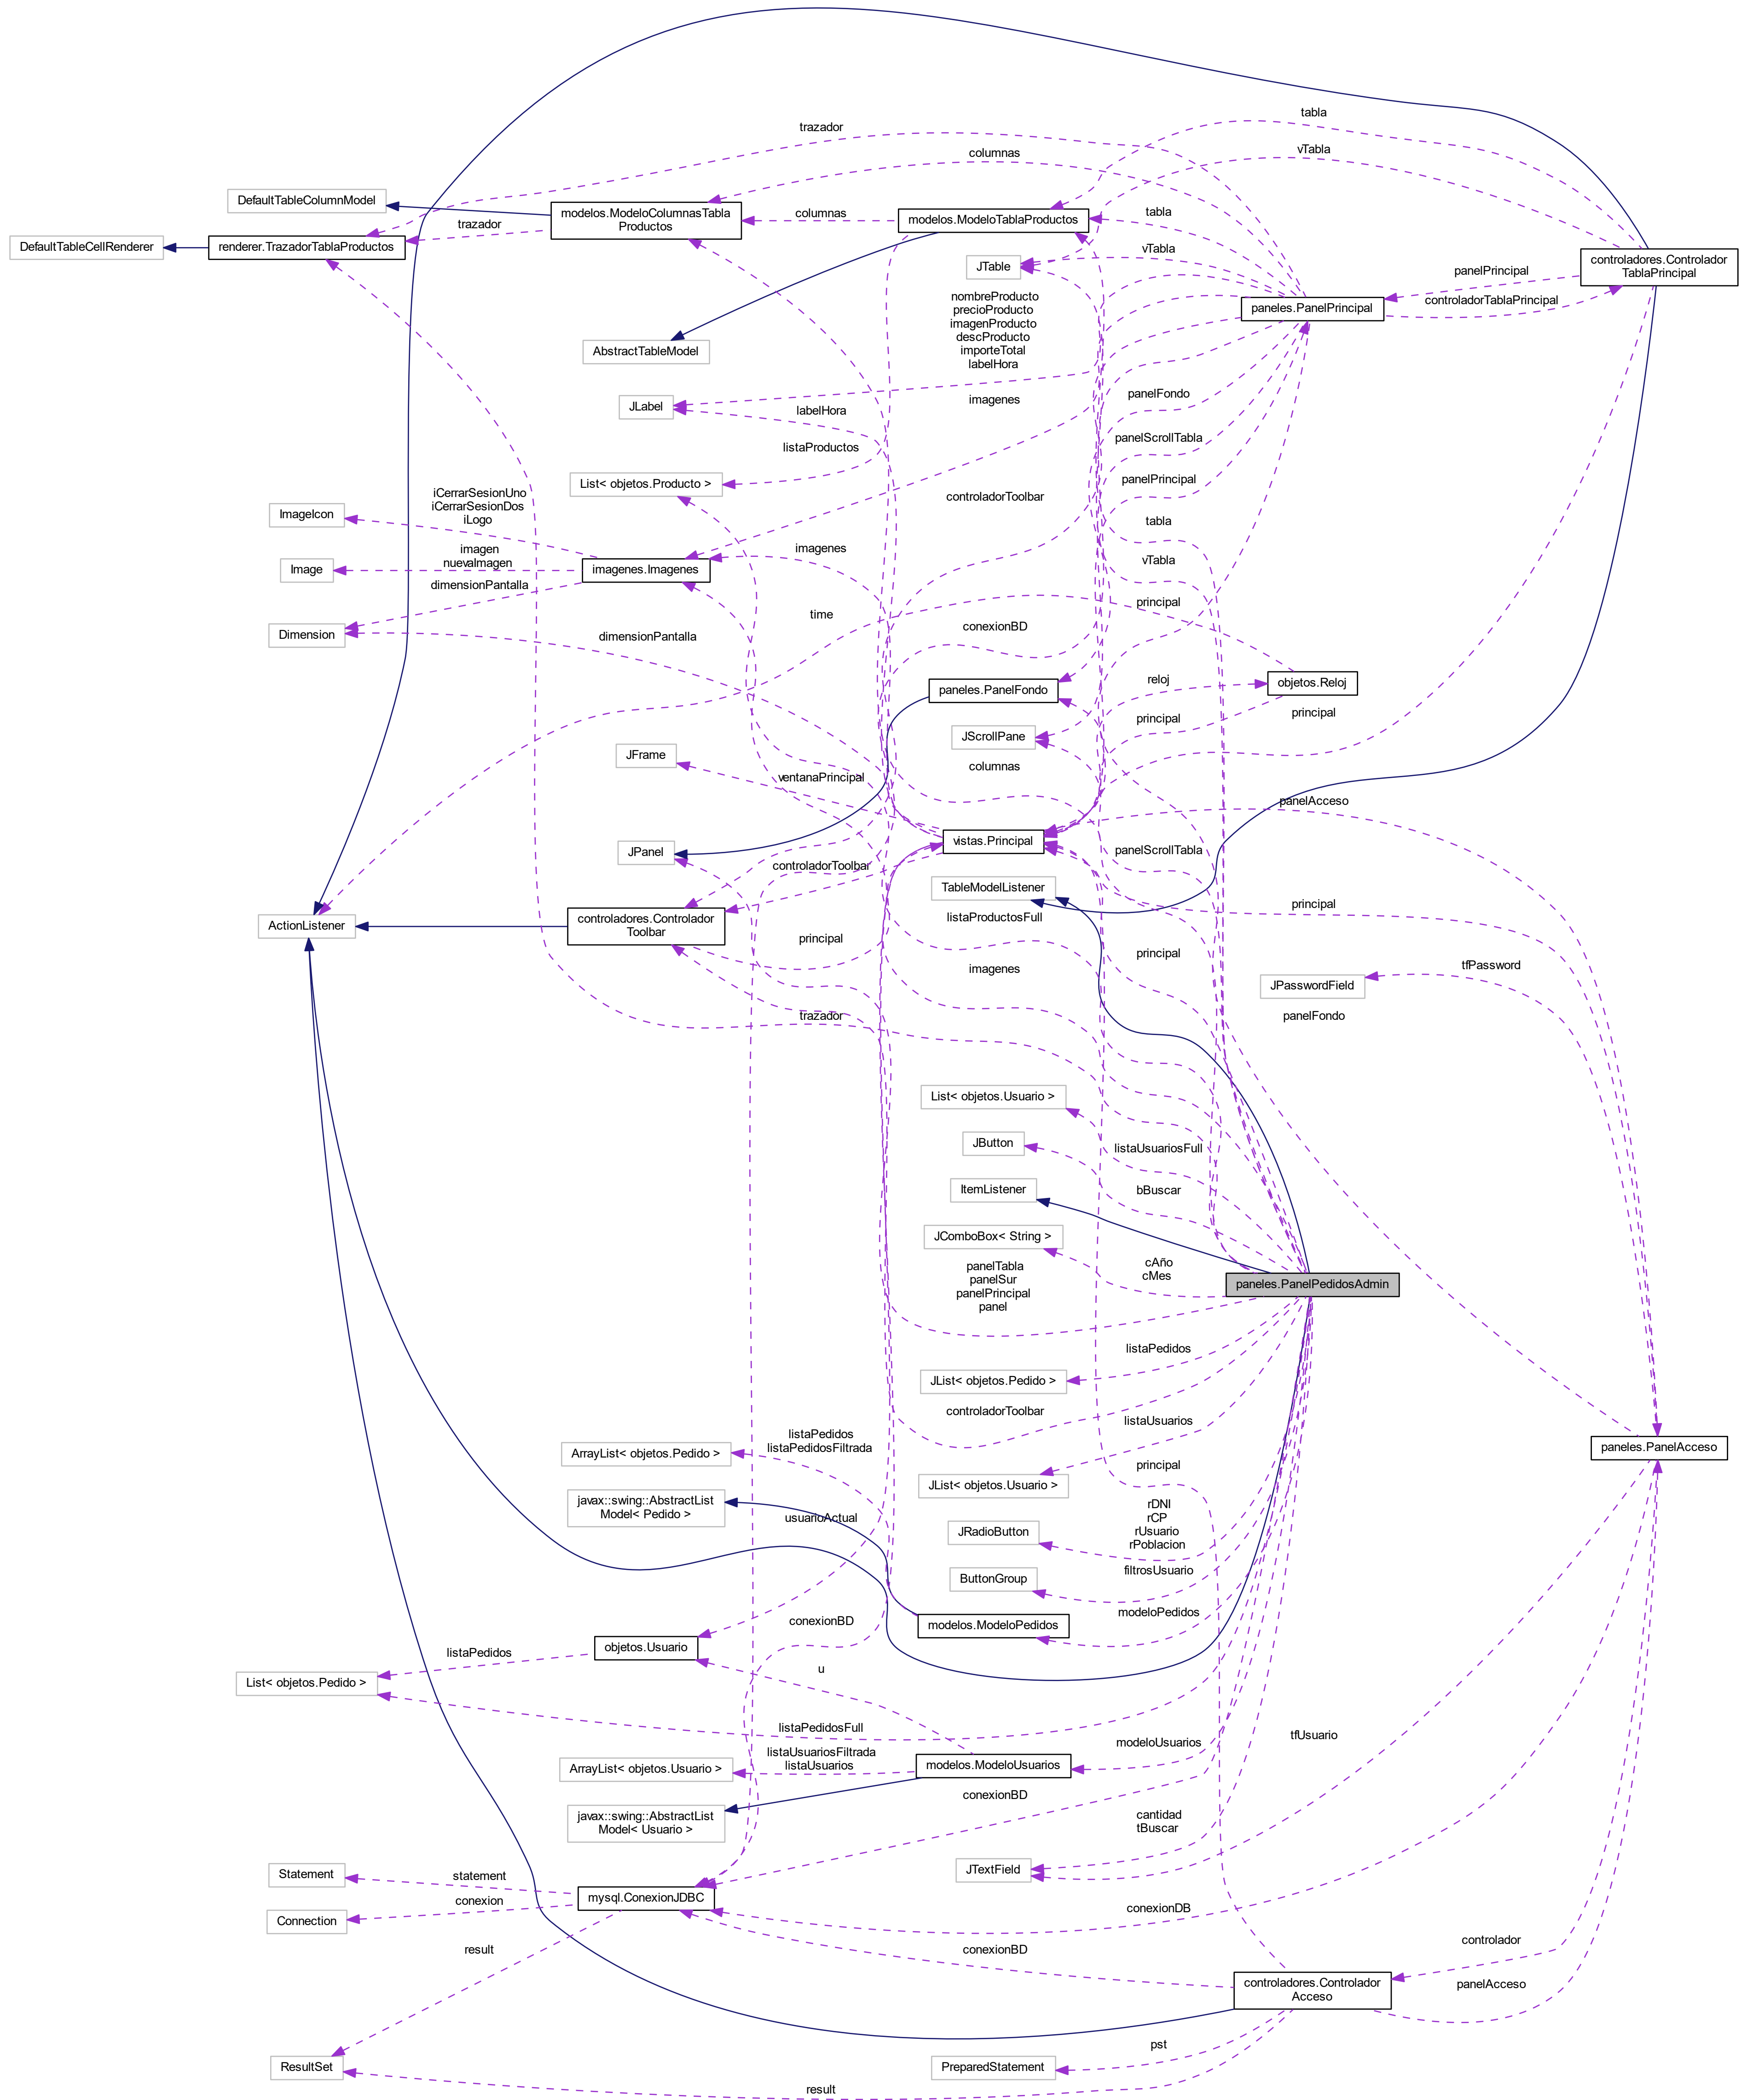 tabla
trazador
vTabla
columnas
DefaultTableColumnModel
modelos.ModeloColumnasTabla
Productos
columnas
modelos.ModeloTablaProductos
tabla
trazador
DefaultTableCellRenderer
renderer.TrazadorTablaProductos
vTabla
controladores.Controlador
TablaPrincipal
JTable
panelPrincipal
nombreProducto
precioProducto
imagenProducto
descProducto
importeTotal
labelHora
paneles.PanelPrincipal
controladorTablaPrincipal
AbstractTableModel
JLabel
labelHora
imagenes
panelFondo
panelScrollTabla
listaProductos
List< objetos.Producto >
panelPrincipal
iCerrarSesionUno
iCerrarSesionDos
iLogo
ImageIcon
controladorToolbar
tabla
imagen
nuevaImagen
imagenes
Image
imagenes.Imagenes
vTabla
dimensionPantalla
principal
time
Dimension
dimensionPantalla
conexionBD
reloj
objetos.Reloj
paneles.PanelFondo
principal
principal
JScrollPane
JFrame
columnas
ventanaPrincipal
panelAcceso
JPanel
vistas.Principal
panelScrollTabla
controladorToolbar
TableModelListener
principal
ActionListener
controladores.Controlador
Toolbar
listaProductosFull
principal
principal
imagenes
tfPassword
JPasswordField
trazador
panelFondo
List< objetos.Usuario >
JButton
listaUsuariosFull
ItemListener
bBuscar
JComboBox< String >
cAño
cMes
paneles.PanelPedidosAdmin
panelTabla
panelSur
panelPrincipal
panel
listaPedidos
JList< objetos.Pedido >
controladorToolbar
listaUsuarios
listaPedidos
listaPedidosFiltrada
ArrayList< objetos.Pedido >
paneles.PanelAcceso
principal
JList< objetos.Usuario >
javax::swing::AbstractList
Model< Pedido >
usuarioActual
rDNI
rCP
rUsuario
rPoblacion
JRadioButton
filtrosUsuario
ButtonGroup
modeloPedidos
conexionBD
modelos.ModeloPedidos
objetos.Usuario
listaPedidos
u
List< objetos.Pedido >
listaPedidosFull
modeloUsuarios
tfUsuario
listaUsuariosFiltrada
listaUsuarios
ArrayList< objetos.Usuario >
modelos.ModeloUsuarios
conexionBD
javax::swing::AbstractList
Model< Usuario >
cantidad
tBuscar
Statement
statement
JTextField
mysql.ConexionJDBC
conexion
Connection
conexionDB
result
conexionBD
controlador
controladores.Controlador
Acceso
panelAcceso
pst
ResultSet
PreparedStatement
result